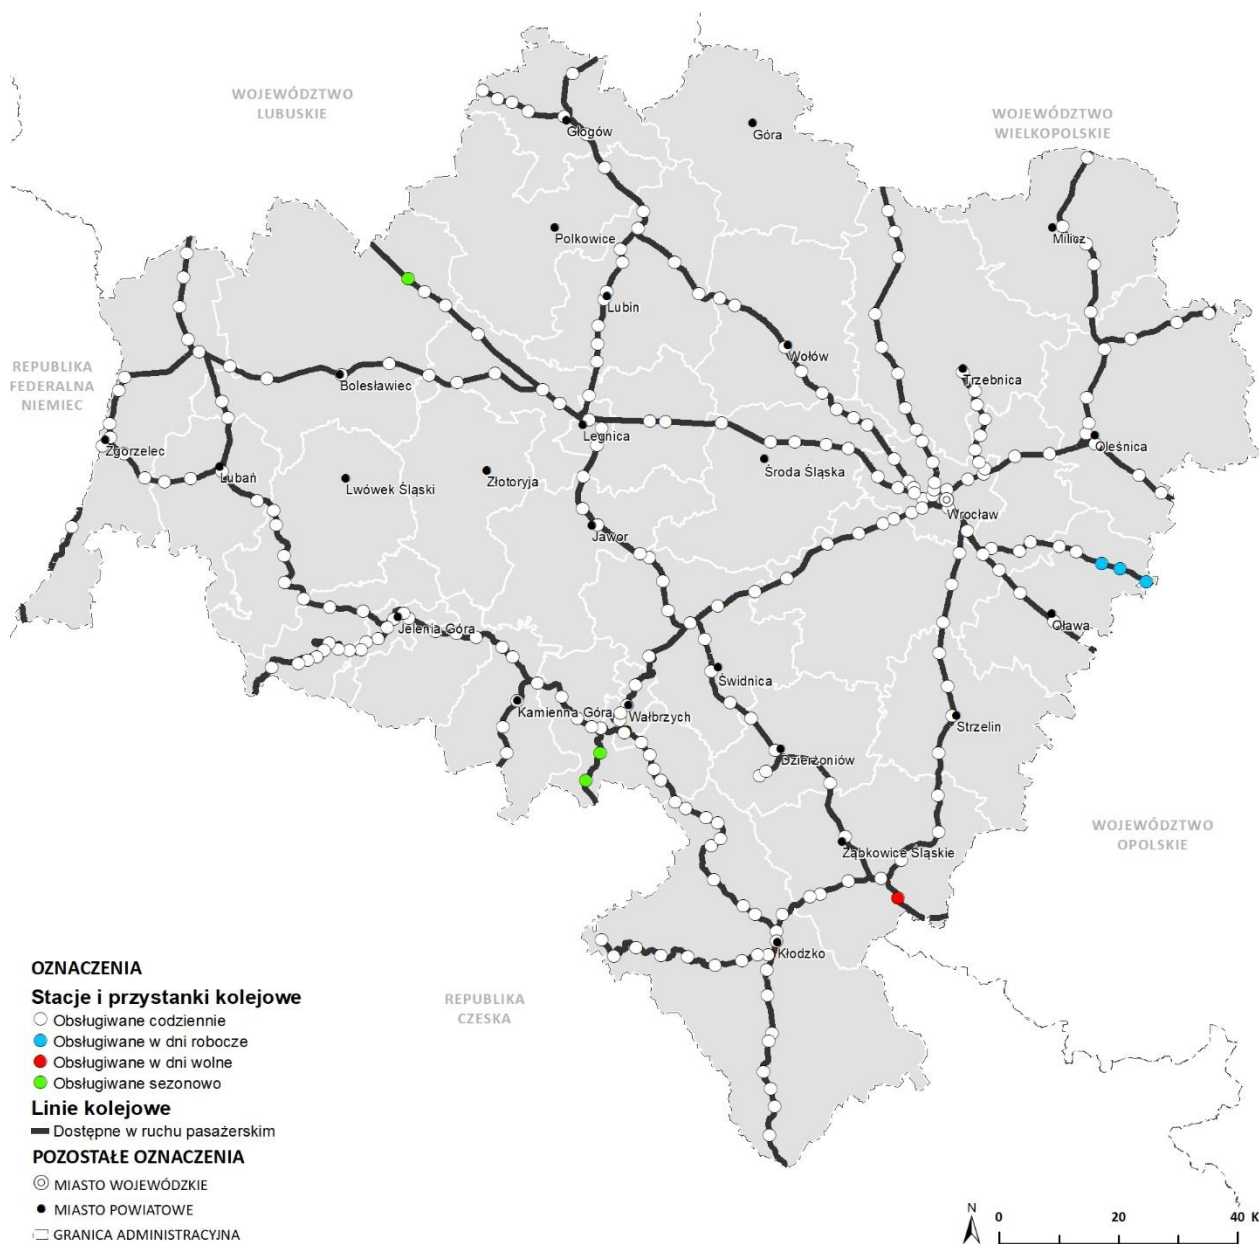 WOJEWÓDZTWO
LUBUSKIE
WOJEWÓDZTWO
WIELKOPOLSKIE
Głogów
Góra
Polkowice
Milicz
Lubin
Wołów
REPUBLIKA
FEDERALNA
NIEMIEC
Bolesławiec
Trzebnica
Legnica
Oleśnica
Zgorzelec
Lubań
Lwówek Śląski
Złotoryja
Środa Śląska
Wrocław
Jawor
Jelenia Góra
Oława
Świdnica
Kamienna Góra
Wałbrzych
Strzelin
Dzierżoniów
WOJEWÓDZTWO
OPOLSKIE
Ząbkowice Śląskie
Kłodzko
REPUBLIKA
CZESKA
OZNACZENIA
Stacje i przystanki kolejowe
Obsługiwane codziennie
Obsługiwane w dni robocze
Obsługiwane w dni wolne
Obsługiwane sezonowo
Linie kolejowe
Dostępne w ruchu pasażerskim
POZOSTAŁE OZNACZENIA
MIASTO WOJEWÓDZKIE
MIASTO POWIATOWE
GRANICA ADMINISTRACYJNA
N
0 20 40 K